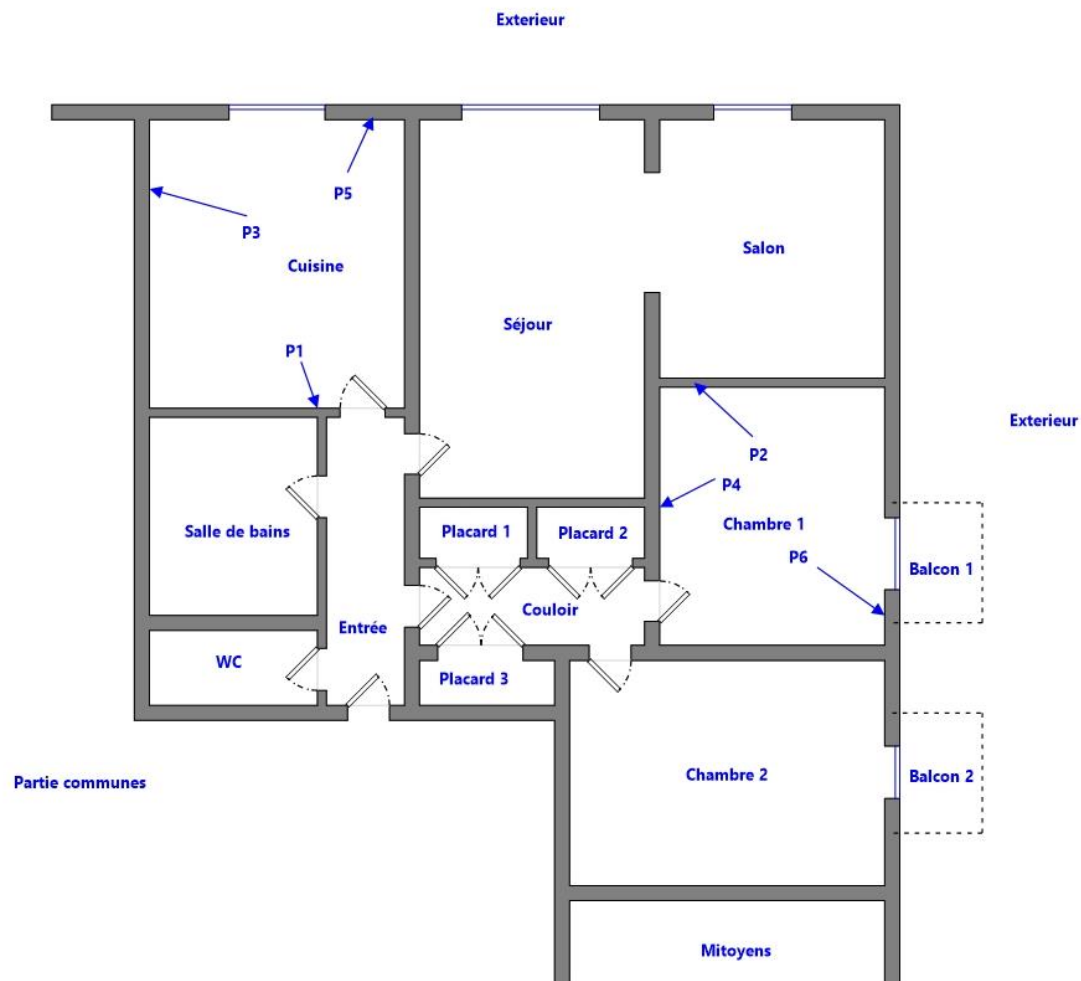 Exterieur
P5
P3
Cuisine
Salon
Séjour
P1
Exterieur
P2
P4
Chambre 1
Salle de bains
Placard 1
Placard 2
P6
Balcon 1
Couloir
Entrée
WC
Placard 3
Partie communes
Chambre 2
Balcon 2
Mitoyens